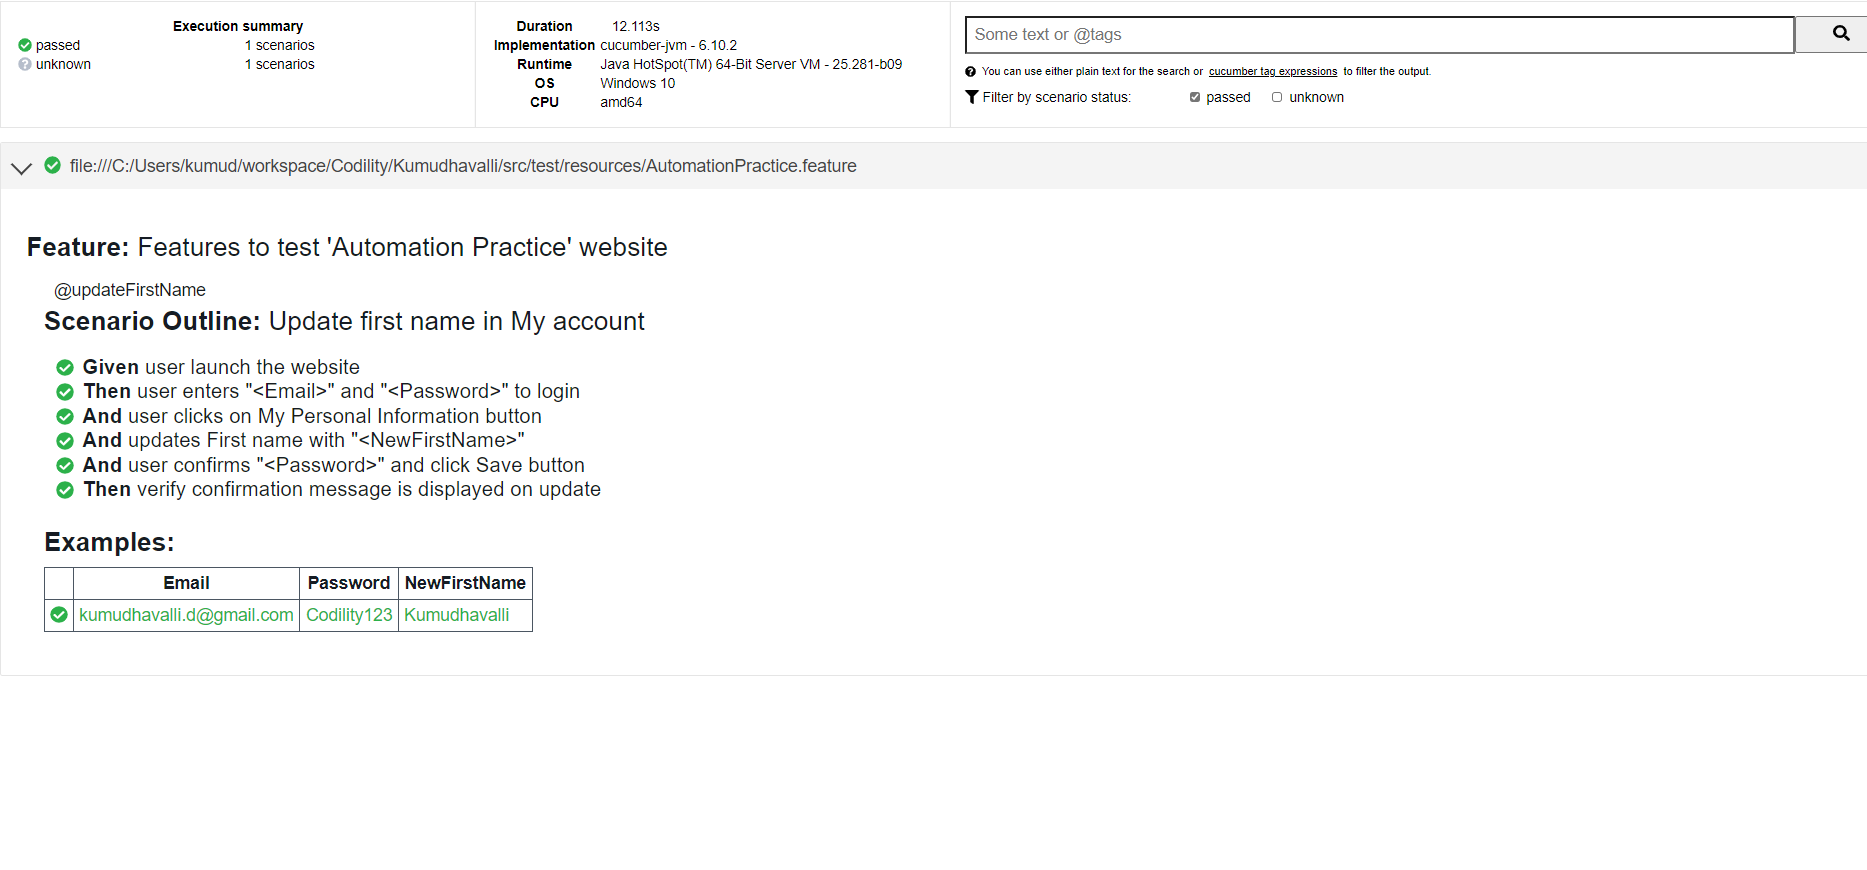 Execution summary
passed 1 scenarios
unknown 1 scenarios
Duration 12.113s
Implementation cucumber-jvm - 6.10.2
Runtime Java HotSpot(TM) 64-Bit Server VM - 25.281-b09
OS Windows 10
CPU amd64
Some text or @tags
You can use either plain text for the search or cucumber tag expressions to filter the output.
Filter by scenario status: passed unknown
file:///C:/Users/kumud/workspace/Codility/Kumudhavalli/src/test/resources/AutomationPractice.feature
Feature: Features to test 'Automation Practice' website
@updateFirstName
Scenario Outline: Update first name in My account
Given user launch the website
Then user enters "<Email>" and "<Password>" to login
And user clicks on My Personal Information button
And updates First name with "<NewFirstName>"
And user confirms "<Password>" and click Save button
Then verify confirmation message is displayed on update
Examples:
Email Password NewFirstName
kumudhavalli.d@gmail.com Codility123 Kumudhavalli